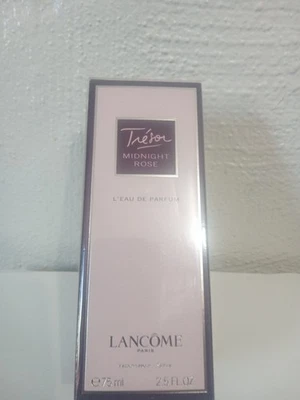 Trésor
MIDNIGHT
ROSE
L'EAU DE PARFUM
LANCÔME
PARIS
℮75 ml 2.5 FL.Oz